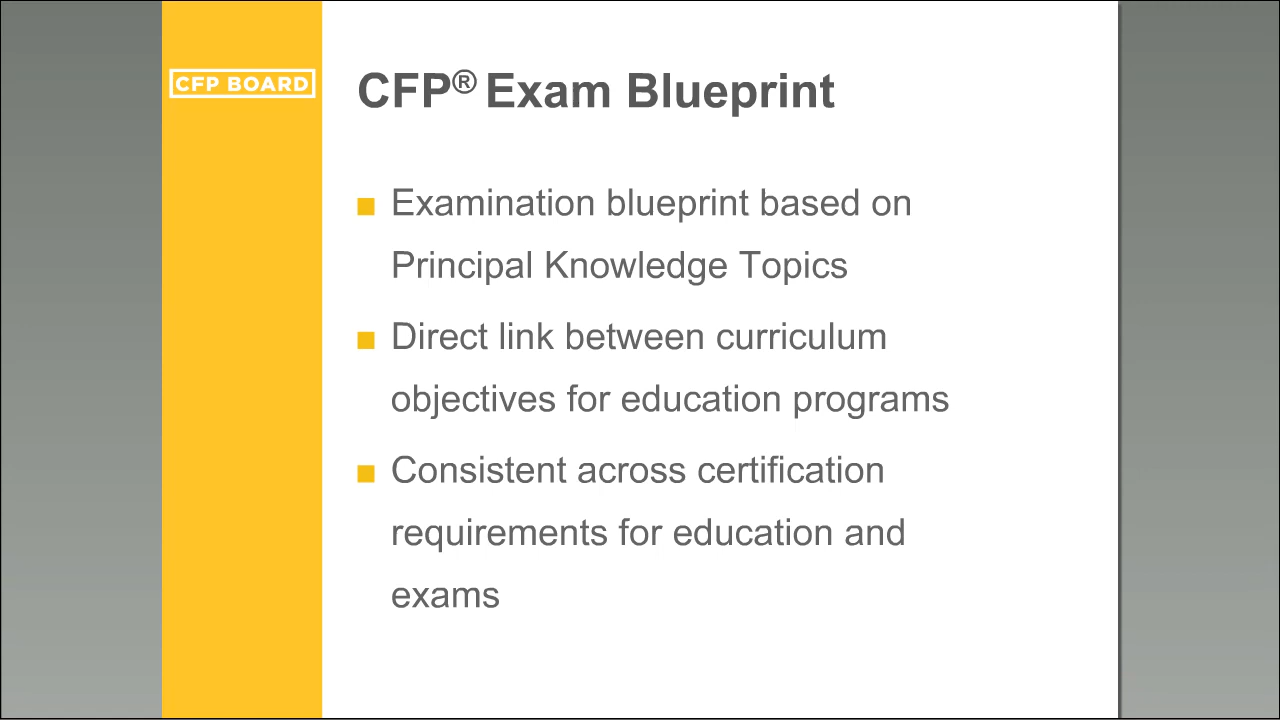 CFP BOARD
CFP® Exam Blueprint
Examination blueprint based on
Principal Knowledge Topics
Direct link between curriculum
objectives for education programs
Consistent across certification
requirements for education and
exams